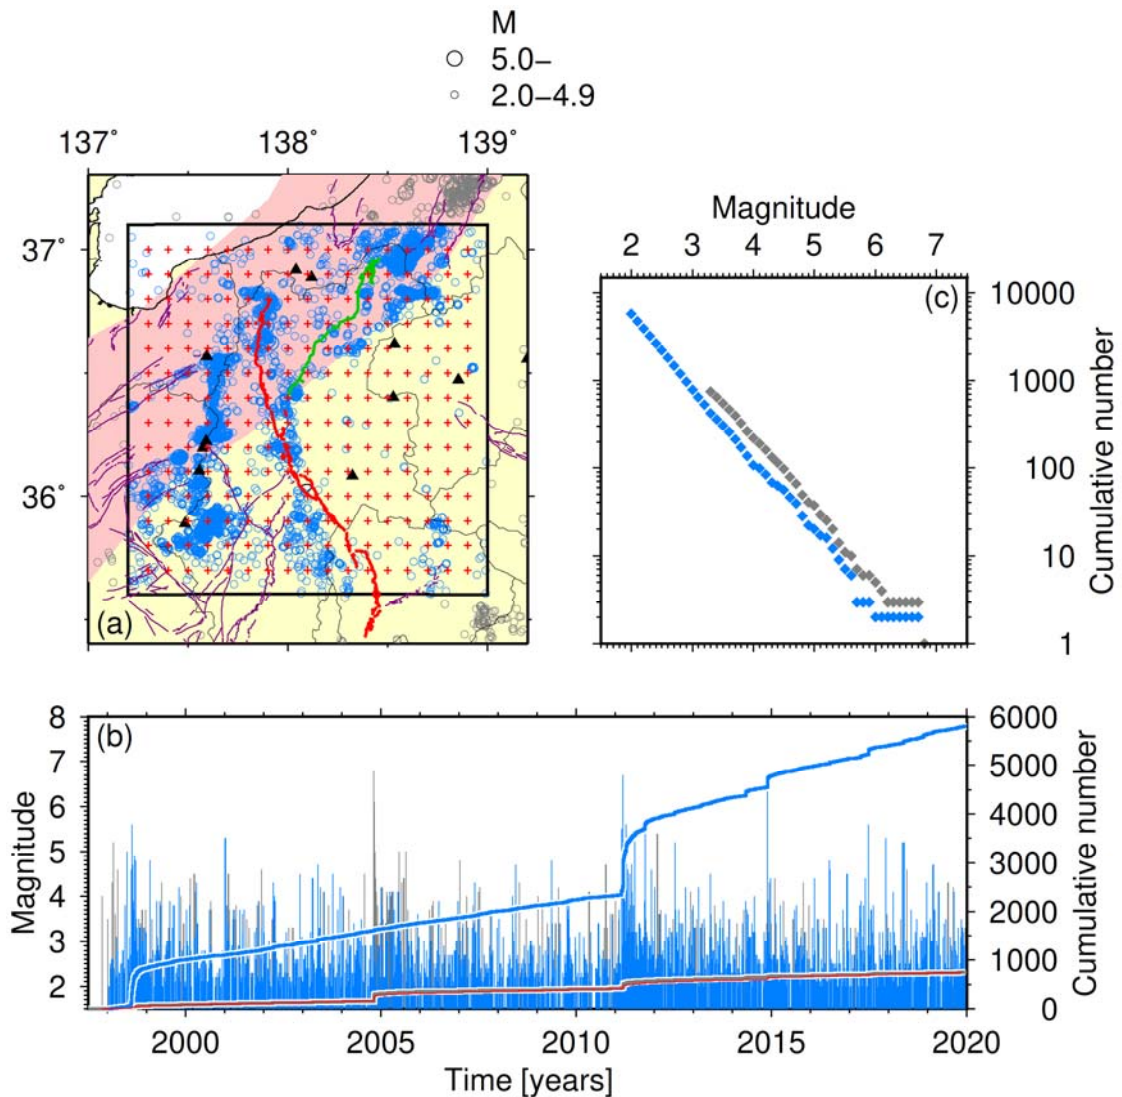 M
5.0–
2.0–4.9
137° 138° 139°
37°
36°
(a)
Magnitude
2 3 4 5 6 7
(c)
10000
1000
100
10
1
Cumulative number
(b)
8
7
6
5
4
3
2
Magnitude
6000
5000
4000
3000
2000
1000
0
Cumulative number
2000 2005 2010 2015 2020
Time [years]